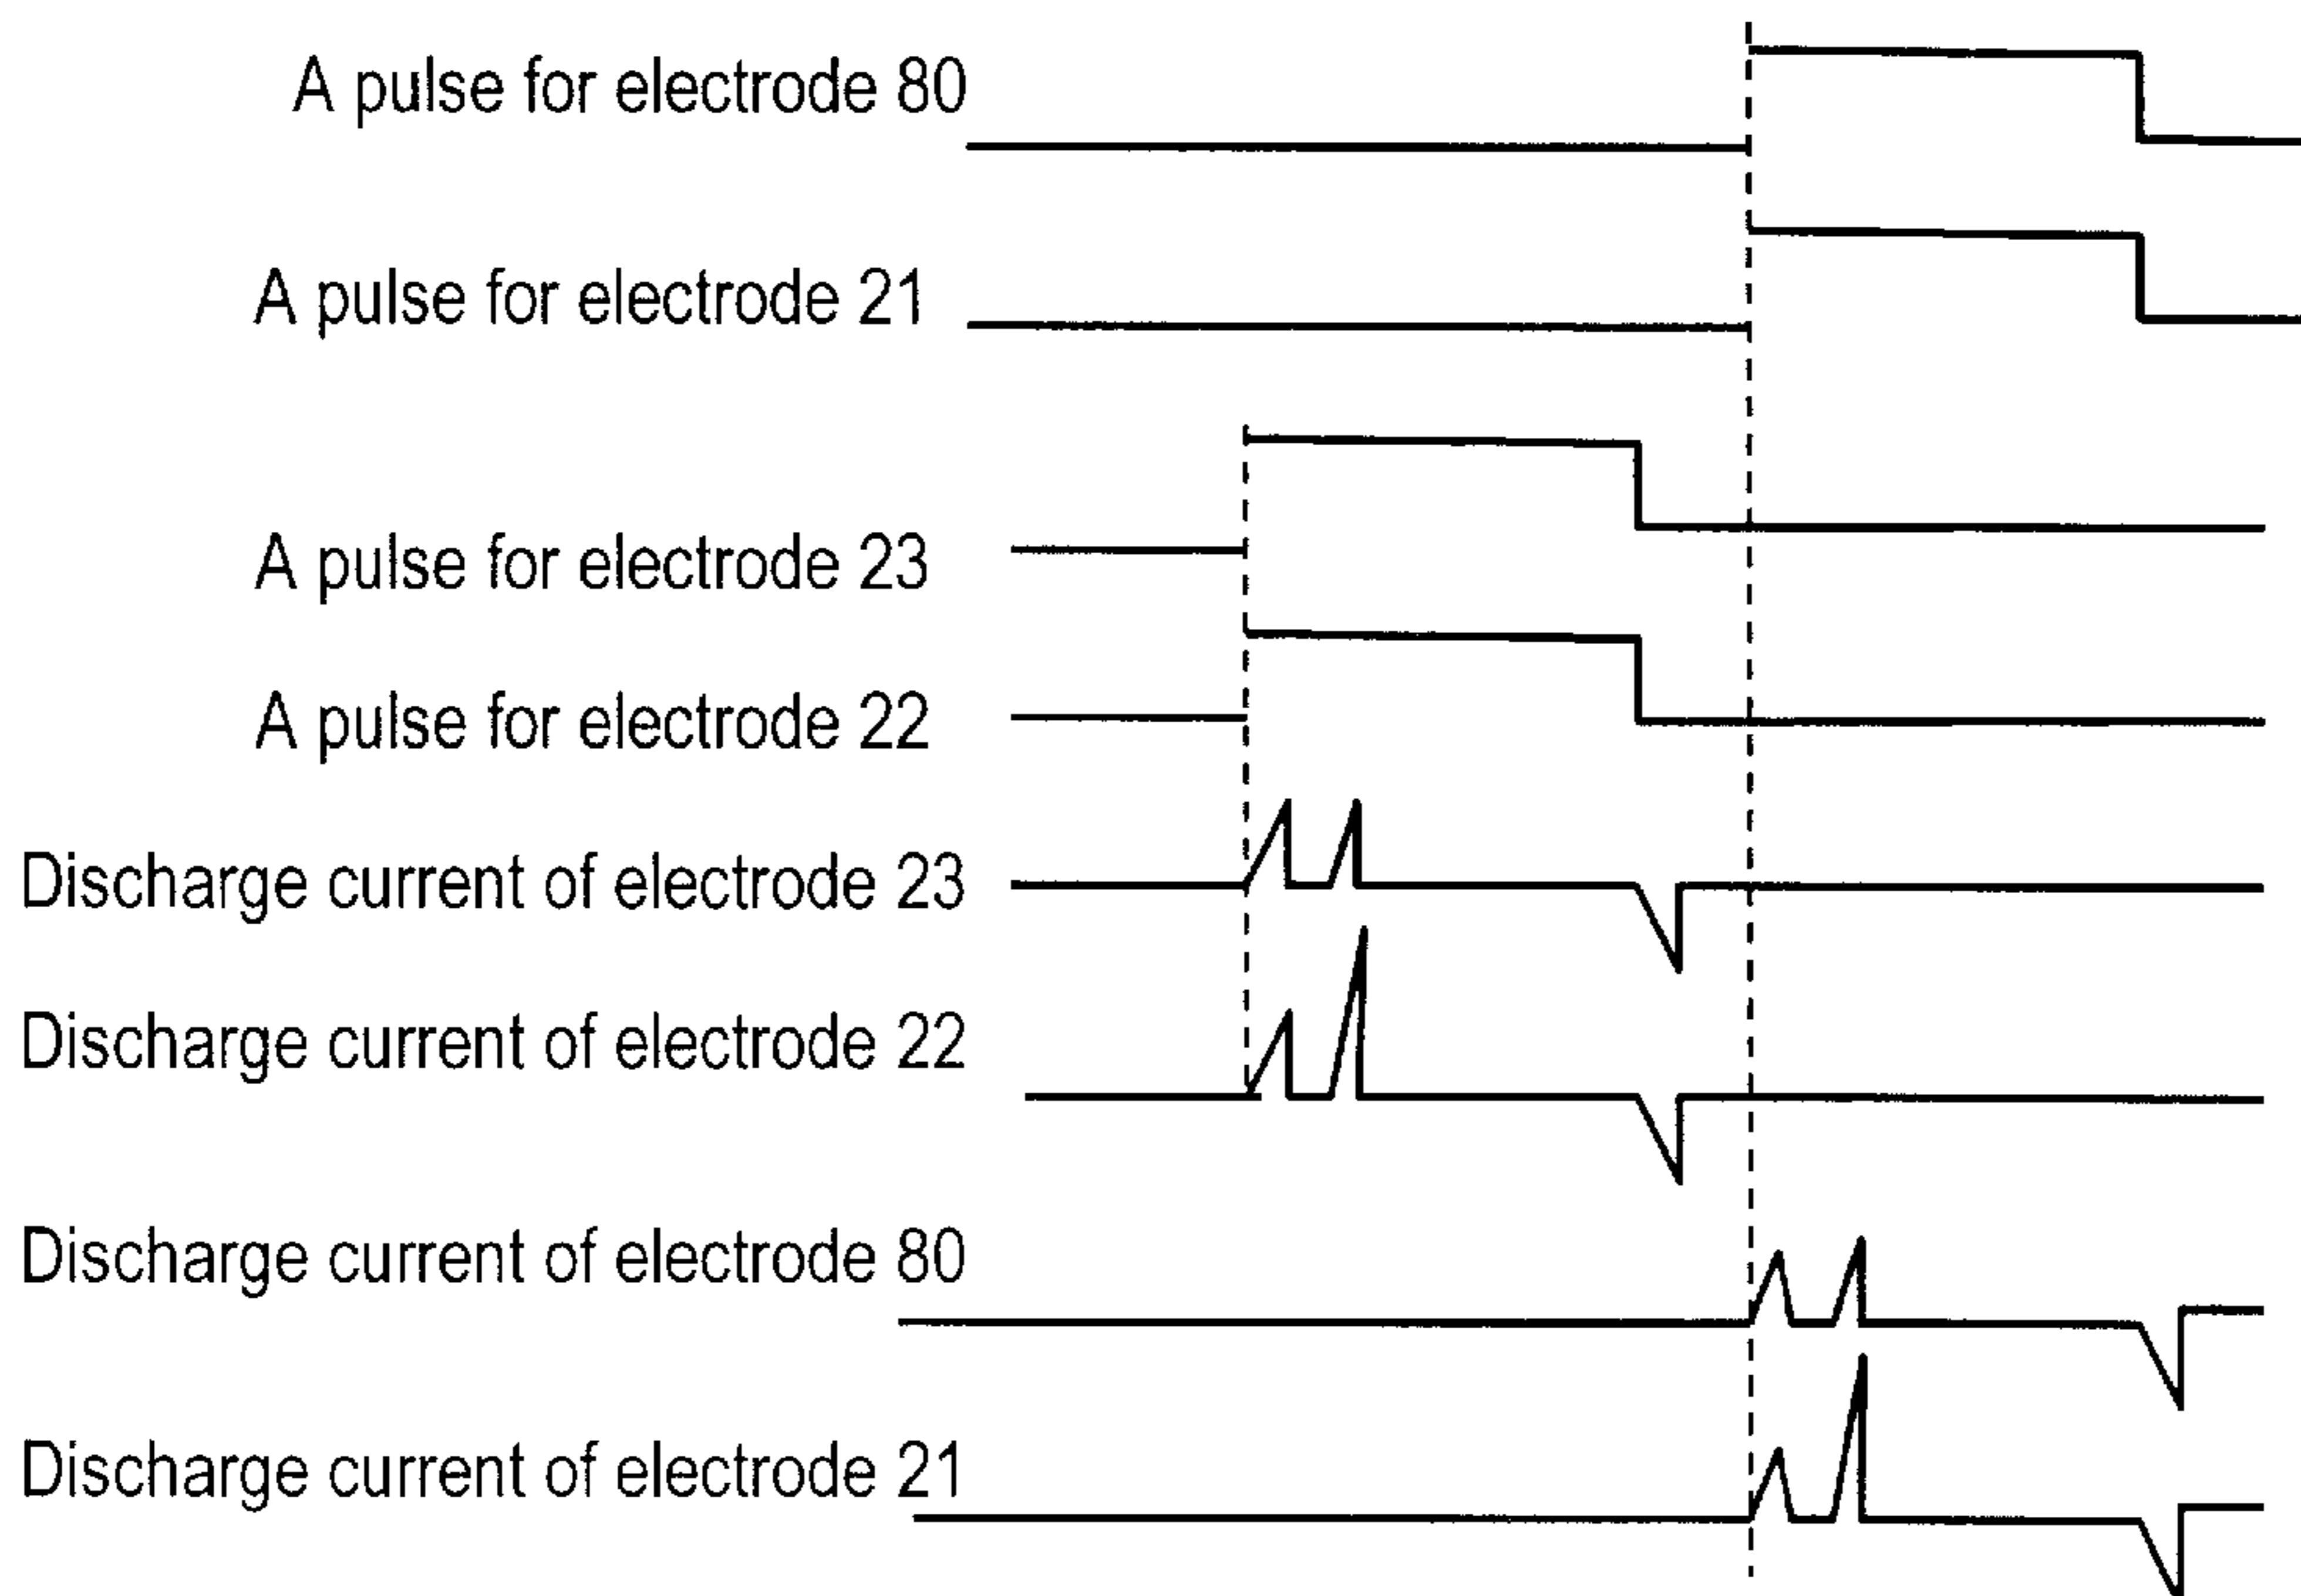 A pulse for electrode 80
A pulse for electrode 21
A pulse for electrode 23
A pulse for electrode 22
Discharge current of electrode 23
Discharge current of electrode 22
Discharge current of electrode 80
Discharge current of electrode 21